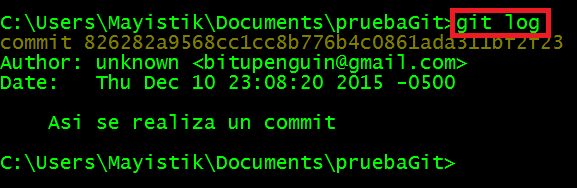 C:\Users\Mayistik\Documents\pruebaGit>git log
commit 826282a9568cc1cc8b776b4c0861ada311bf2f23
Author: unknown <bitupenguin@gmail.com>
Date:   Thu Dec 10 23:08:20 2015 -0500
    Asi se realiza un commit
C:\Users\Mayistik\Documents\pruebaGit>